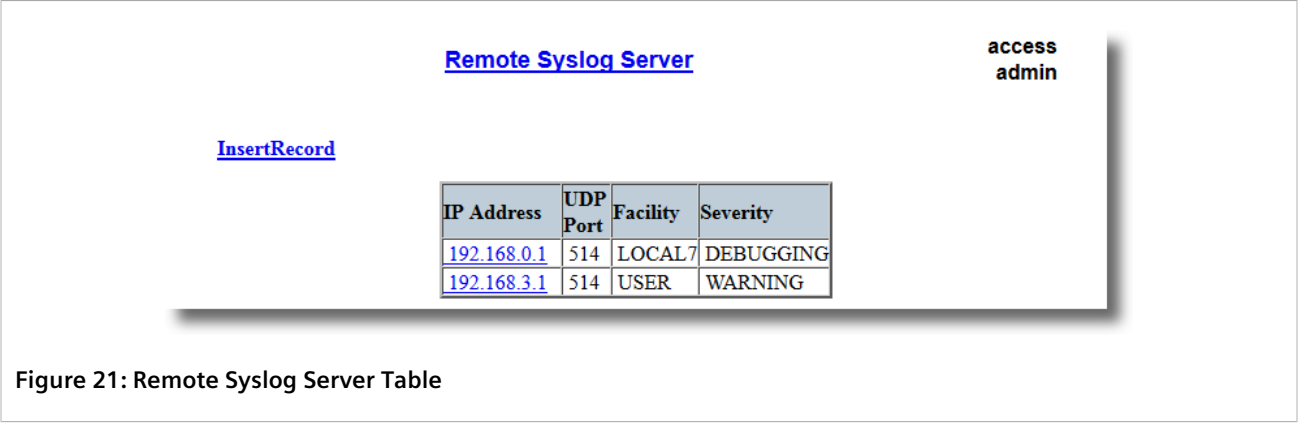 Remote Syslog Server
access
admin
InsertRecord
IP Address UDP Port Facility Severity
192.168.0.1 514 LOCAL7 DEBUGGING
192.168.3.1 514 USER WARNING
Figure 21: Remote Syslog Server Table